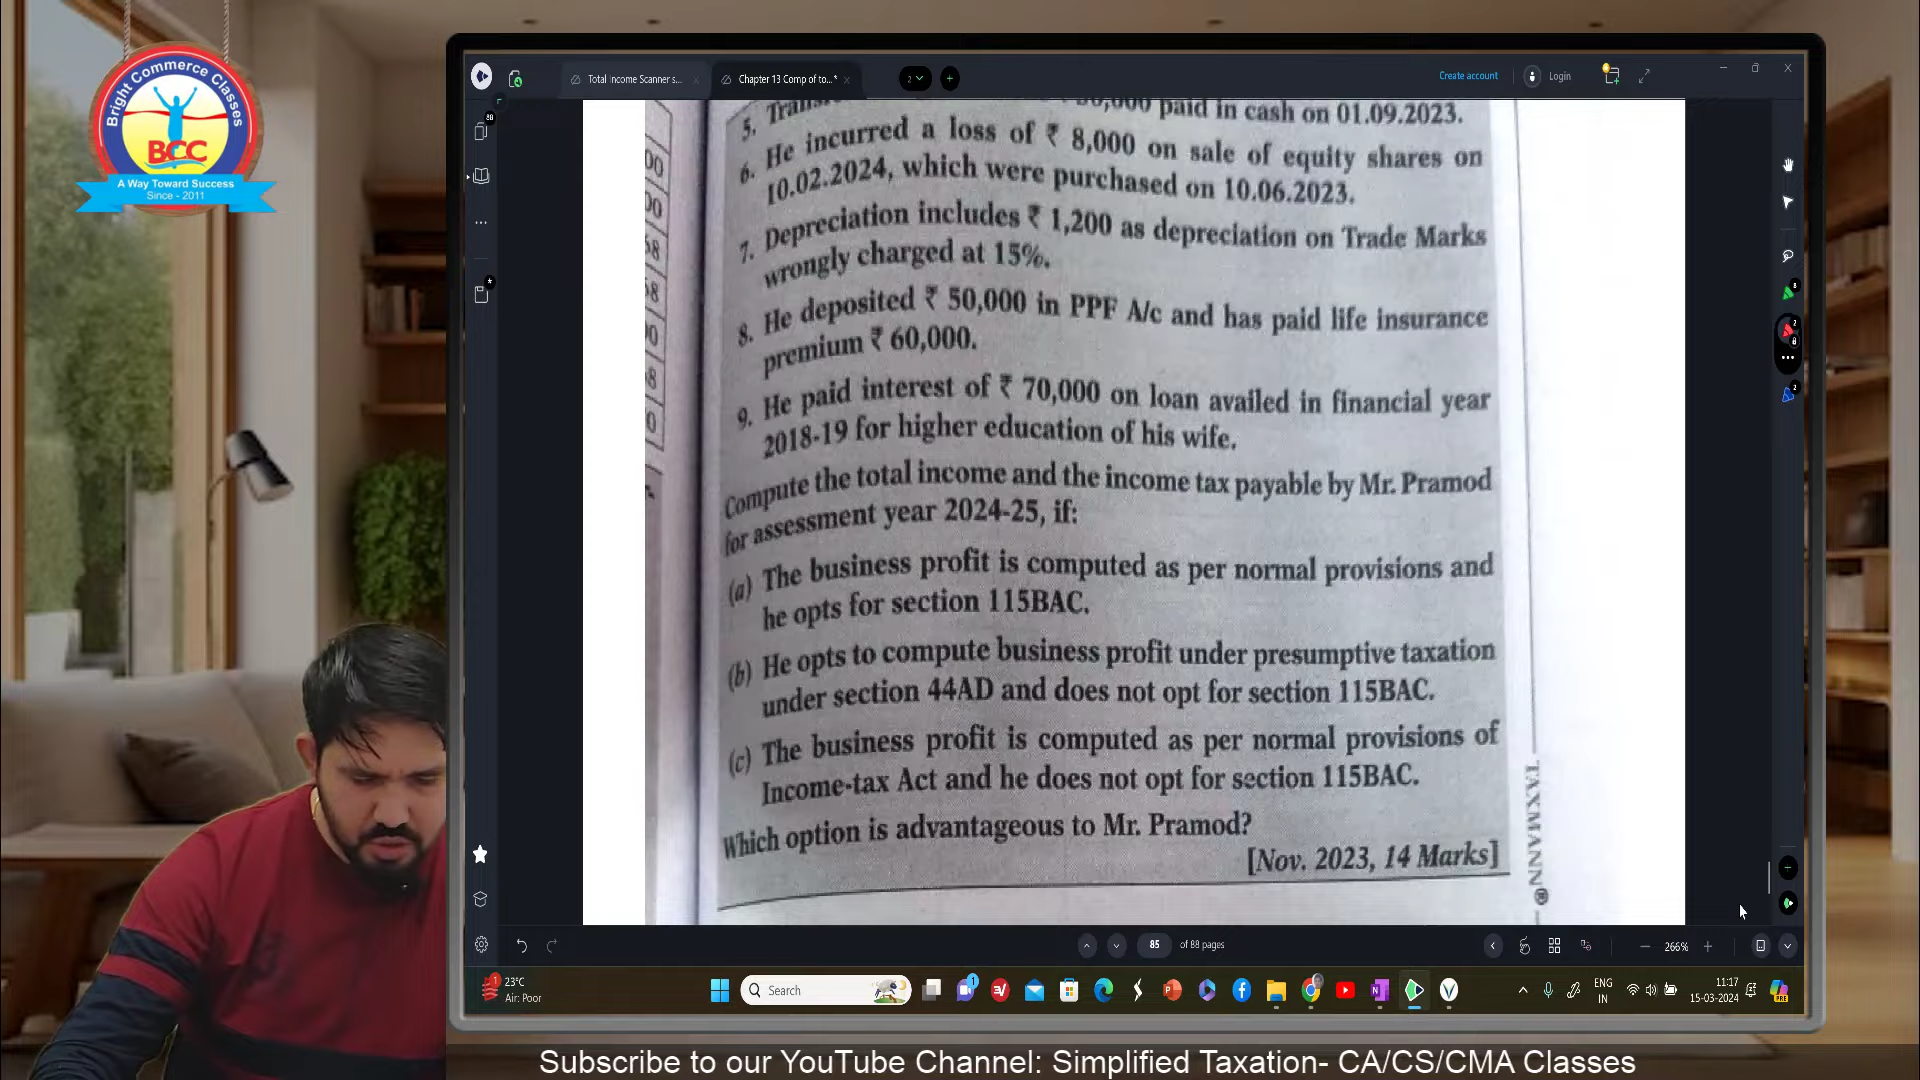 Bright Commerce Classes
BCC
A Way Toward Success
Since - 2011
Total Income Scanner s...
Chapter 13 Comp of to... *
2
Create account
Login
88
paid in cash on 01.09.2023.
6. He incurred a loss of ₹ 8,000 on sale of equity shares on
10.02.2024, which were purchased on 10.06.2023.
7. Depreciation includes ₹ 1,200 as depreciation on Trade Marks
wrongly charged at 15%.
8. He deposited ₹ 50,000 in PPF A/c and has paid life insurance
premium ₹ 60,000.
9. He paid interest of ₹ 70,000 on loan availed in financial year
2018-19 for higher education of his wife.
Compute the total income and the income tax payable by Mr. Pramod
for assessment year 2024-25, if:
(a) The business profit is computed as per normal provisions and
he opts for section 115BAC.
(b) He opts to compute business profit under presumptive taxation
under section 44AD and does not opt for section 115BAC.
(c) The business profit is computed as per normal provisions of
Income-tax Act and he does not opt for section 115BAC.
Which option is advantageous to Mr. Pramod?
[Nov. 2023, 14 Marks]
TAXMANN®
85 of 88 pages
266%
23°C
Air: Poor
Search
ENG
IN
11:17
15-03-2024
Subscribe to our YouTube Channel: Simplified Taxation- CA/CS/CMA Classes